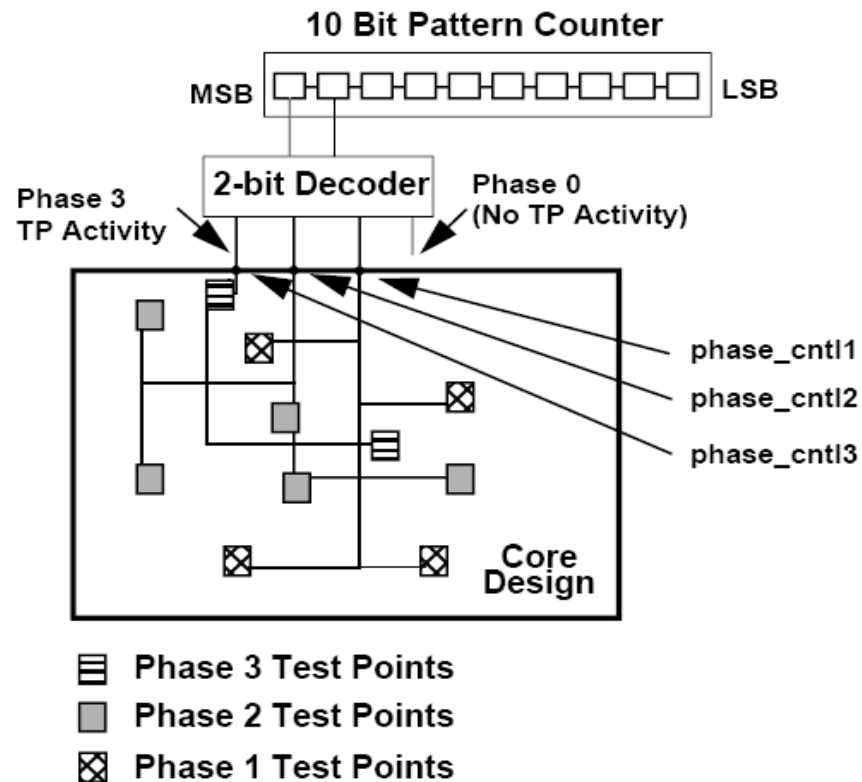 10 Bit Pattern Counter
MSB
LSB
2-bit Decoder
Phase 3
TP Activity
Phase 0
(No TP Activity)
phase_cntl1
phase_cntl2
phase_cntl3
Core
Design
Phase 3 Test Points
Phase 2 Test Points
Phase 1 Test Points